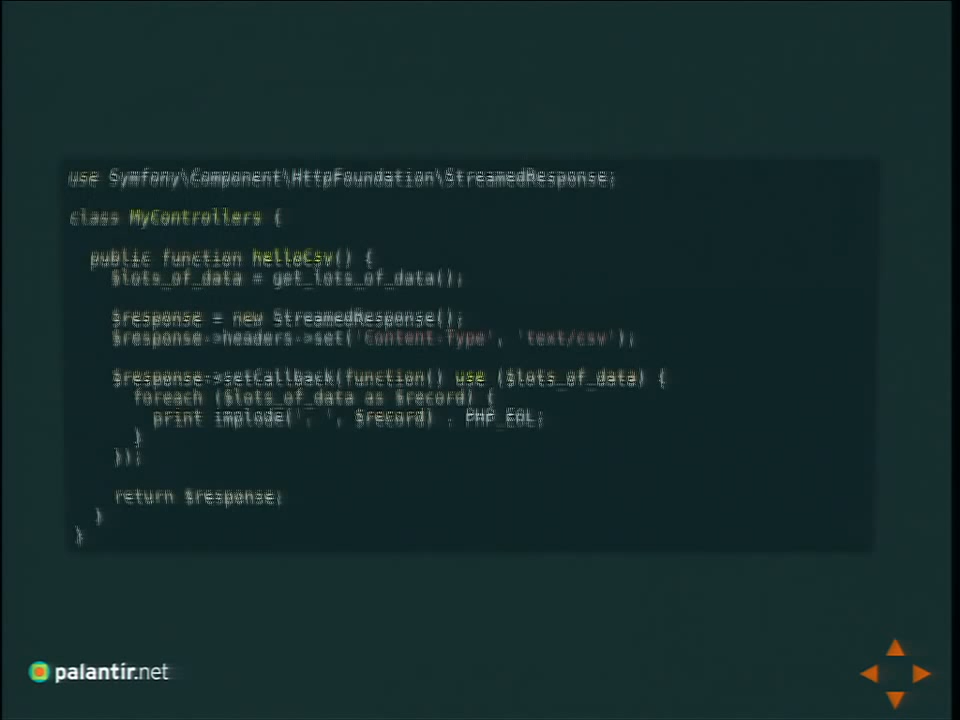 use Symfony\Component\HttpFoundation\StreamedResponse;
class MyControllers {
public function helloCsv() {
$lots_of_data = get_lots_of_data();
$response = new StreamedResponse();
$response->headers->set('Content-Type', 'text/csv');
$response->setCallback(function() use ($lots_of_data) {
foreach ($lots_of_data as $record) {
print implode(', ', $record) . PHP_EOL;
}
});
return $response;
}
}
palantir.net